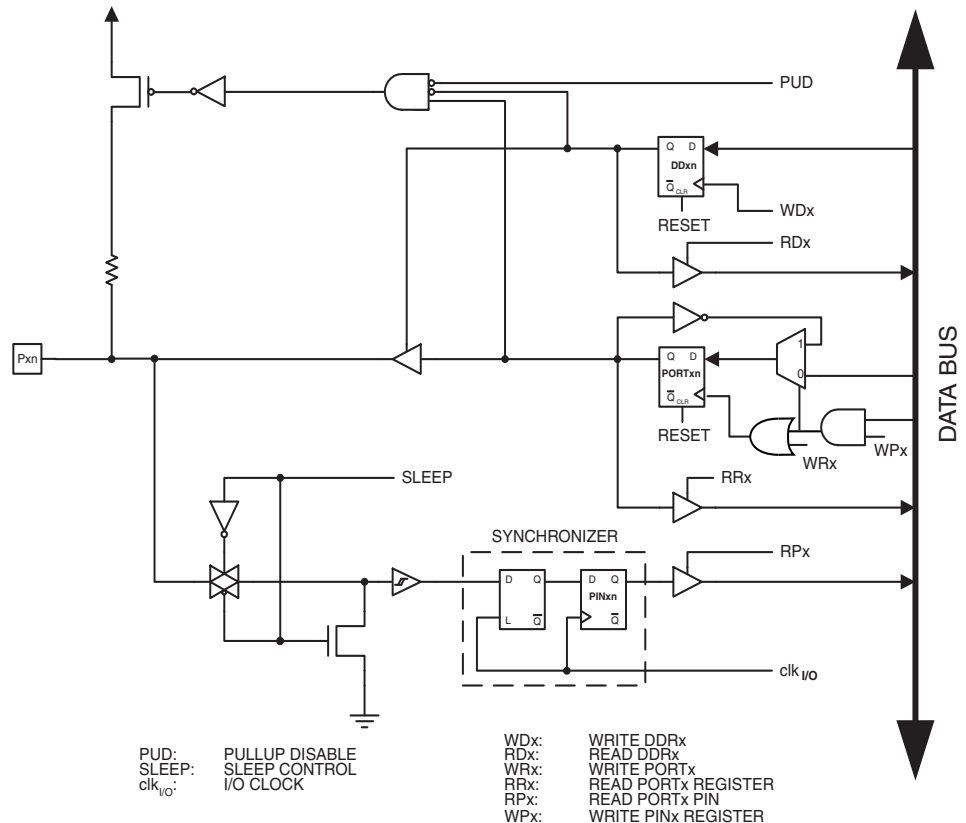 PUD
Q D
DDxn
Q CLR
WDx
RESET
RDx
1
Pxn
Q D
PORTxn
0
Q CLR
DATA BUS
RESET
WRx
WPx
SLEEP
RRx
SYNCHRONIZER
RPx
D Q
L Q
D Q
PINxn
Q
clk I/O
PUD: PULLUP DISABLE
SLEEP: SLEEP CONTROL
clkI/O: I/O CLOCK
WDx: WRITE DDRx
RDx: READ DDRx
WRx: WRITE PORTx
RRx: READ PORTx REGISTER
RPx: READ PORTx PIN
WPx: WRITE PINx REGISTER